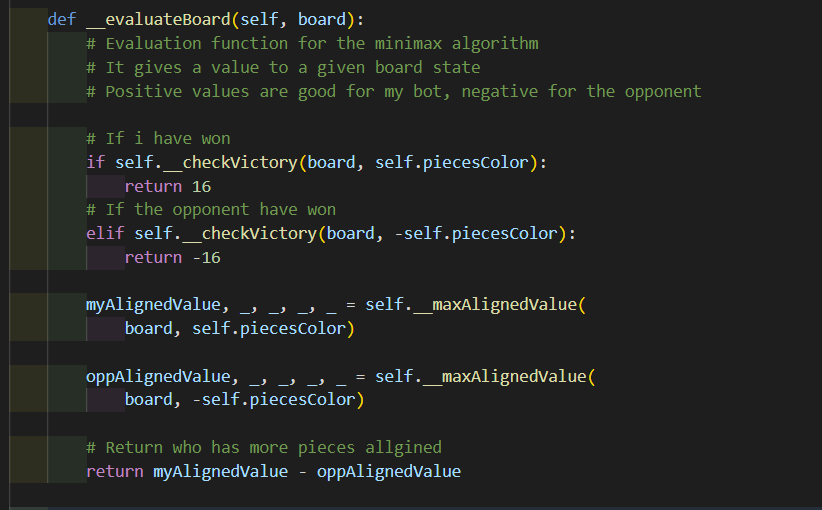 def __evaluateBoard(self, board):
# Evaluation function for the minimax algorithm
# It gives a value to a given board state
# Positive values are good for my bot, negative for the opponent
# If i have won
if self.__checkVictory(board, self.piecesColor):
return 16
# If the opponent have won
elif self.__checkVictory(board, -self.piecesColor):
return -16
myAlignedValue, _, _, _, _ = self.__maxAlignedValue(
board, self.piecesColor)
oppAlignedValue, _, _, _, _ = self.__maxAlignedValue(
board, -self.piecesColor)
# Return who has more pieces allgined
return myAlignedValue - oppAlignedValue